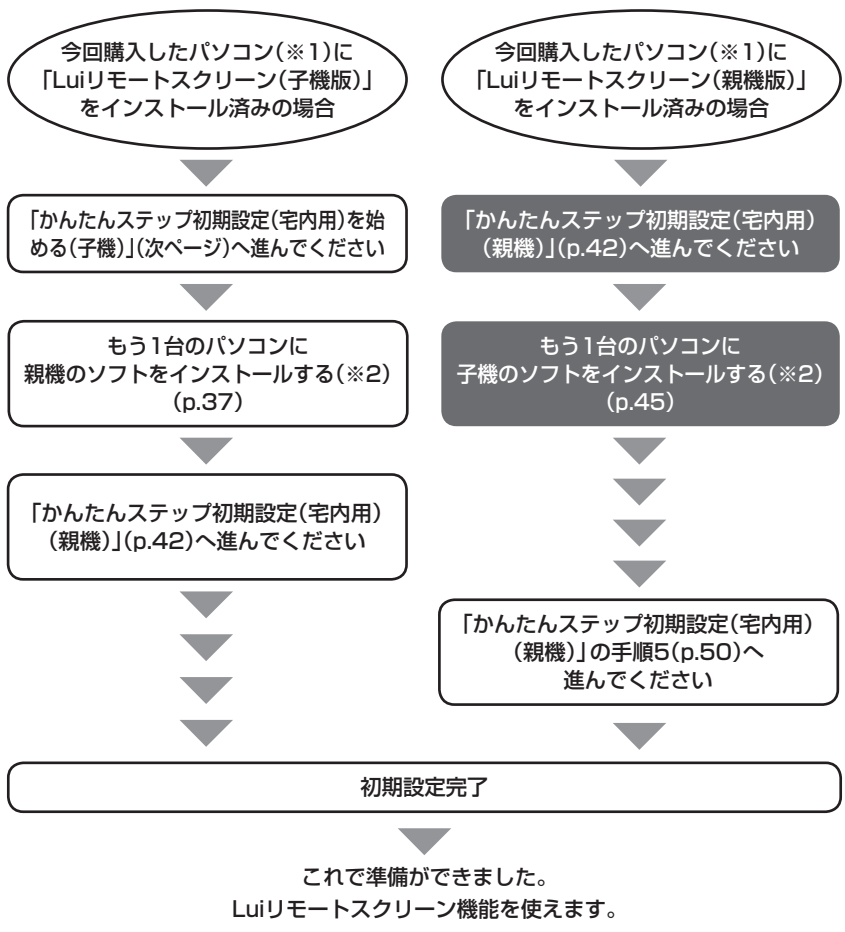 今回購入したパソコン(※1)に
「Luiリモートスクリーン(子機版)」
をインストール済みの場合
「かんたんステップ初期設定(宅内用)を始
める(子機)」(次ページ)へ進んでください
もう1台のパソコンに
親機のソフトをインストールする(※2)
(p.37)
「かんたんステップ初期設定(宅内用)
(親機)」(p.42)へ進んでください
今回購入したパソコン(※1)に
「Luiリモートスクリーン(親機版)」
をインストール済みの場合
「かんたんステップ初期設定(宅内用)
(親機)」(p.42)へ進んでください
もう1台のパソコンに
子機のソフトをインストールする(※2)
(p.45)
「かんたんステップ初期設定(宅内用)
(親機)」の手順5(p.50)へ
進んでください
初期設定完了
これで準備ができました。
Luiリモートスクリーン機能を使えます。